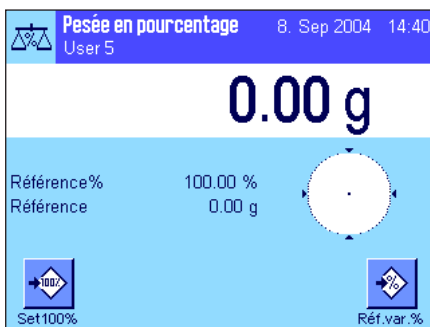 Pesée en pourcentage 8. Sep 2004 14:40
User 5
0.00 g
Référence% 100.00 %
Référence 0.00 g
100%
%
Set100% Réf.var.%